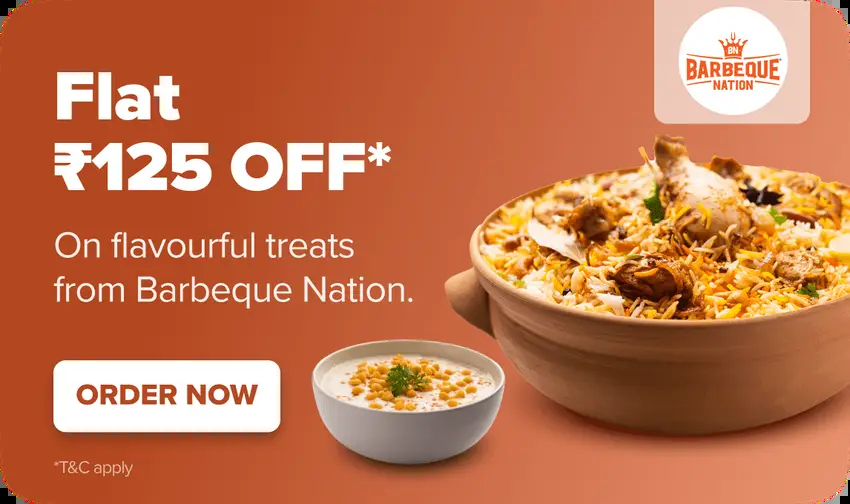 Flat
₹125 OFF*
On flavourful treats
from Barbeque Nation.
ORDER NOW
*T&C apply
BN
BARBEQUE
NATION